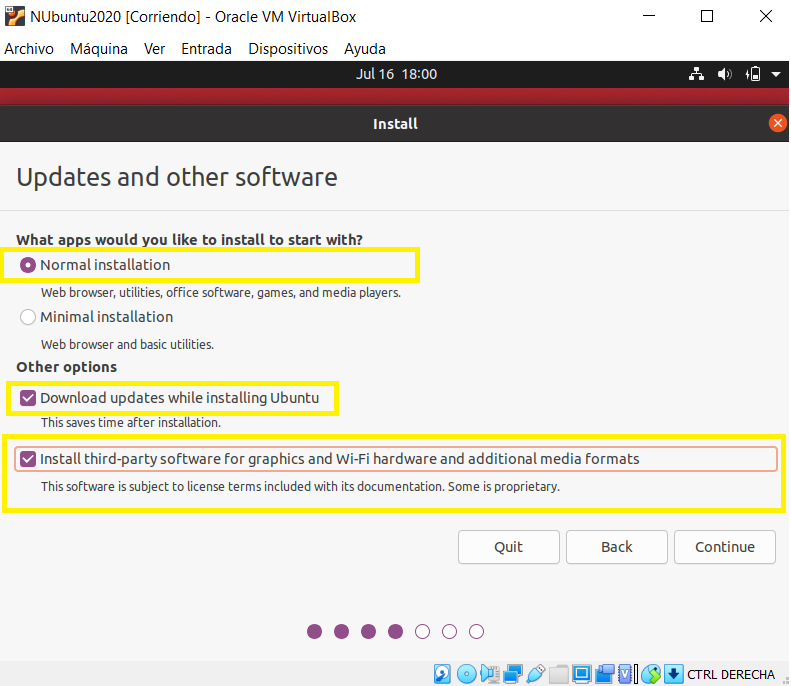 NUbuntu2020 [Corriendo] - Oracle VM VirtualBox
Archivo Máquina Ver Entrada Dispositivos Ayuda
Jul 16 18:00
Install
Updates and other software
What apps would you like to install to start with?
Normal installation
Web browser, utilities, office software, games, and media players.
Minimal installation
Web browser and basic utilities.
Other options
Download updates while installing Ubuntu
This saves time after installation.
Install third-party software for graphics and Wi-Fi hardware and additional media formats
This software is subject to license terms included with its documentation. Some is proprietary.
Quit Back Continue
CTRL DERECHA